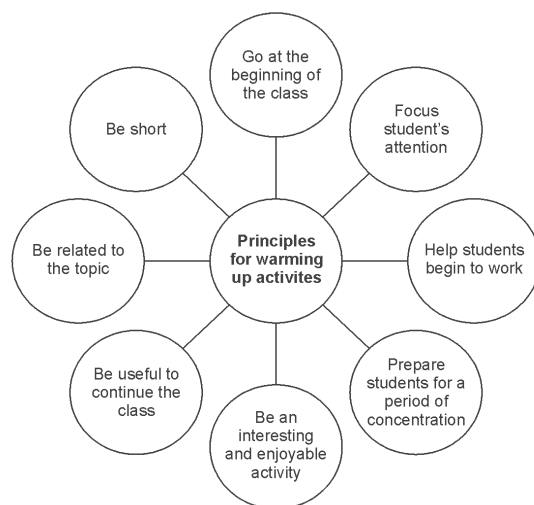 Principles
for warming
up activites
Go at the
beginning of
the class
Focus
student's
attention
Help students
begin to work
Prepare
students for a
period of
concentration
Be an
interesting
and enjoyable
activity
Be useful to
continue the
class
Be related to
the topic
Be short